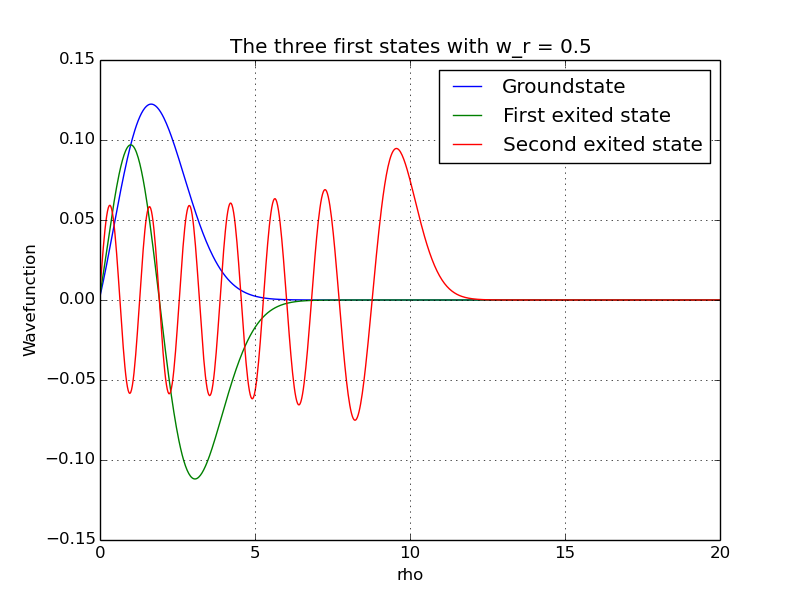 The three first states with w_r = 0.5
0.15
0.10
0.05
0.00
−0.05
−0.10
−0.15
Wavefunction
Groundstate
First exited state
Second exited state
0
5
10
15
20
rho